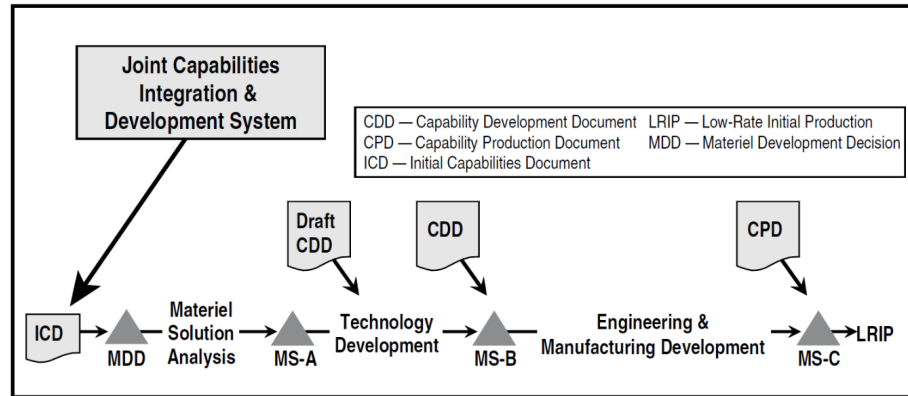 Joint Capabilities
Integration &
Development System
CDD — Capability Development Document LRIP — Low-Rate Initial Production
CPD — Capability Production Document MDD — Materiel Development Decision
ICD — Initial Capabilities Document
Draft
CDD
CDD
CPD
ICD
MDD
Materiel
Solution
Analysis
MS-A
Technology
Development
MS-B
Engineering &
Manufacturing Development
MS-C
LRIP